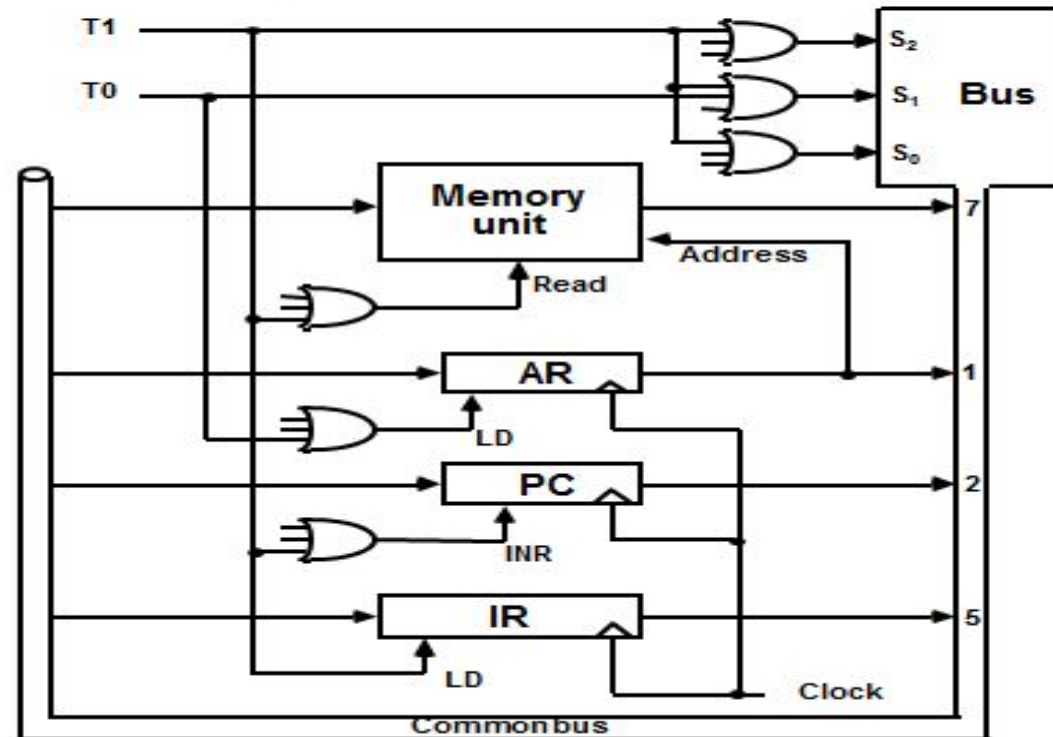 T1
S₂
T0
S₁
Bus
S₀
Memory
unit
7
Address
Read
AR
1
LD
PC
2
INR
IR
5
LD
Clock
Commonbus